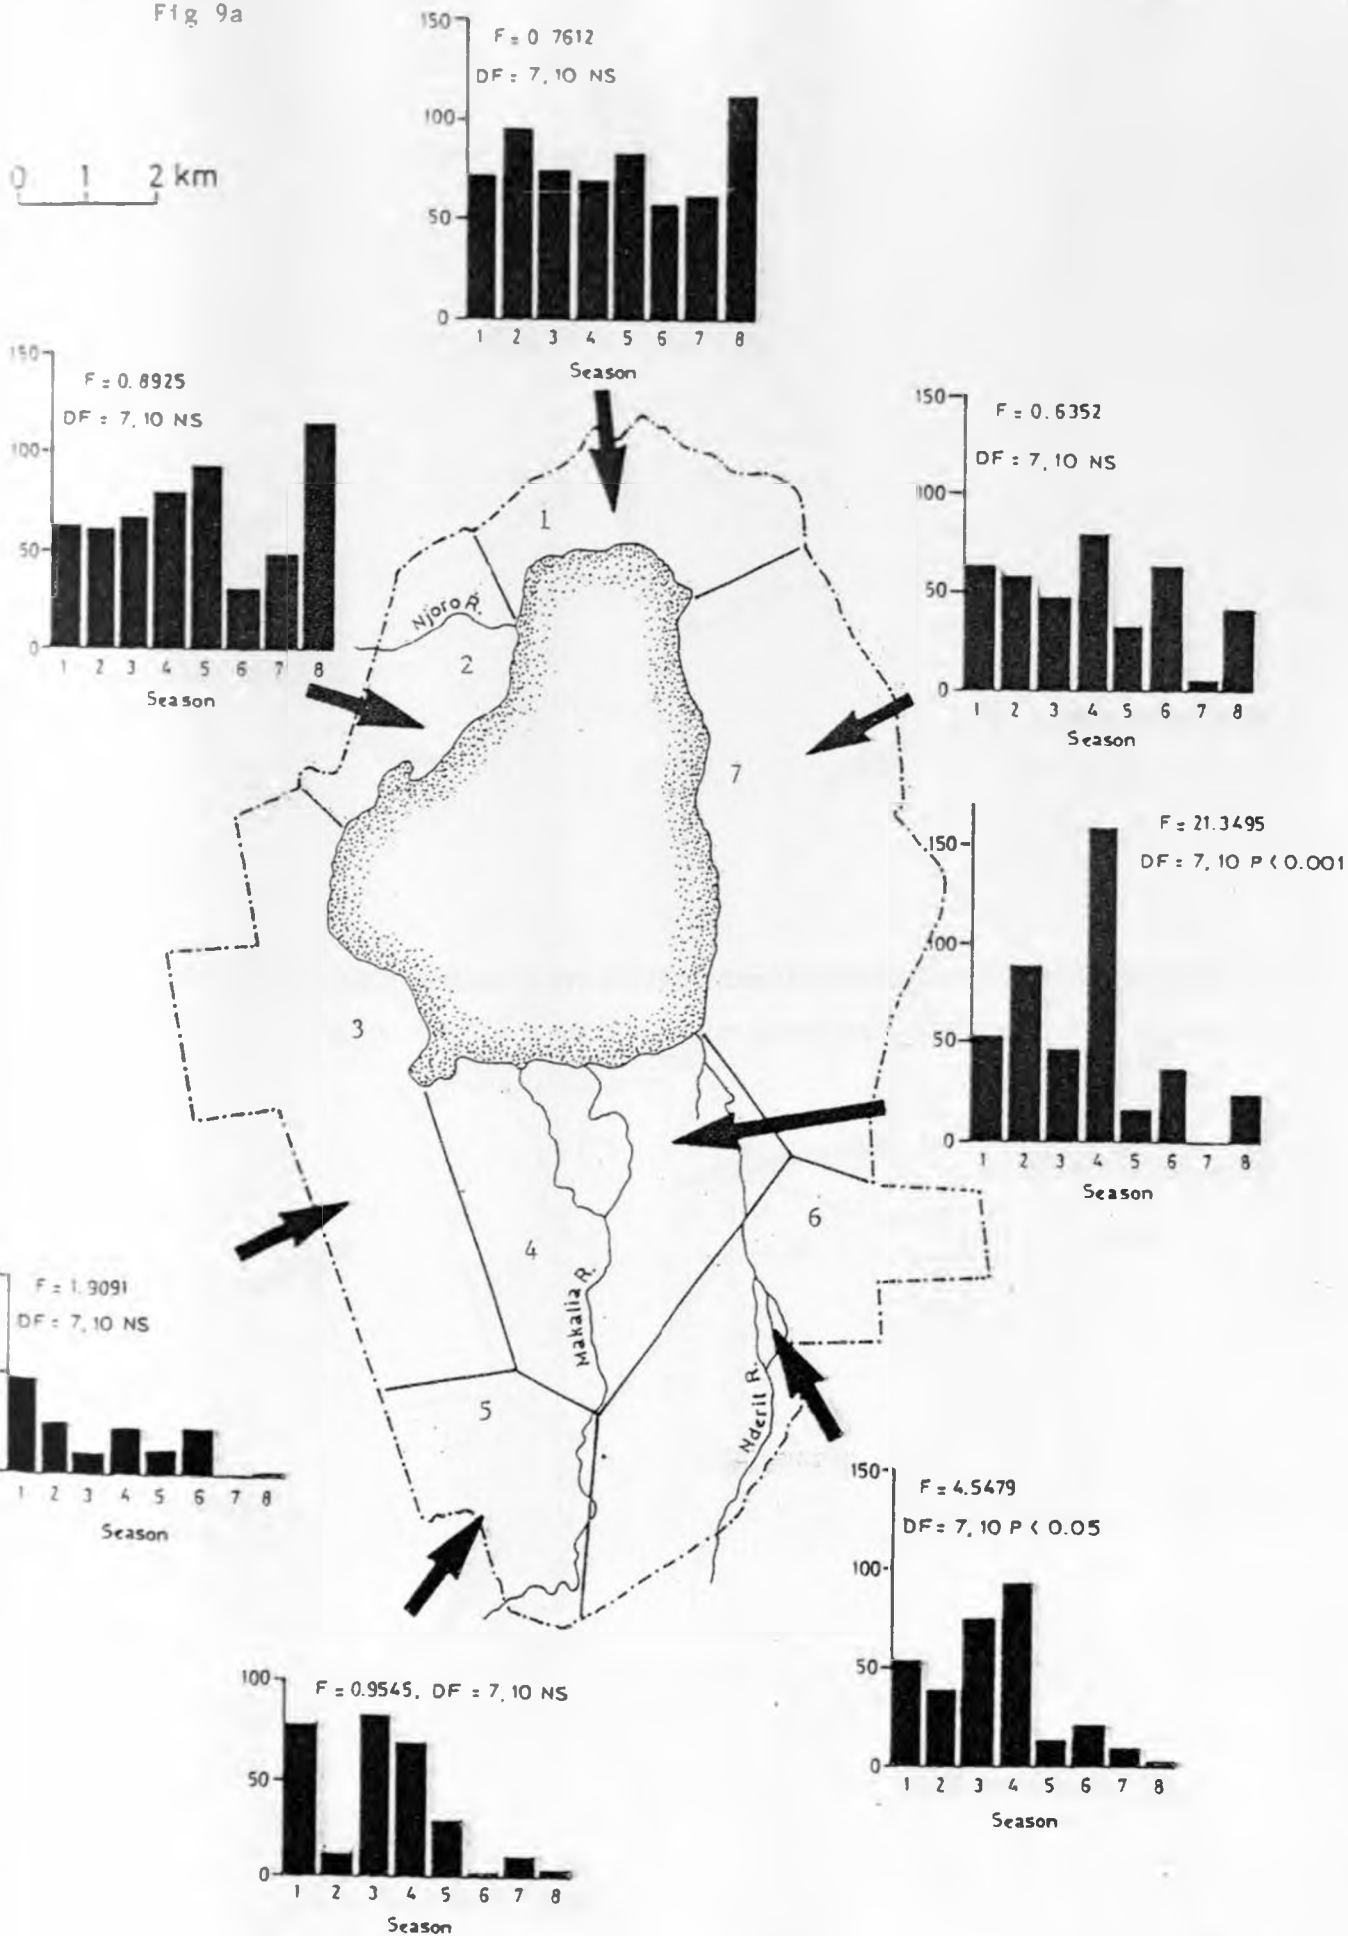 Fig 9a
150
F = 0 7612
DF = 7, 10 NS
100
50
0
1 2 3 4 5 6 7 8
Season
0 1 2 km
150
F = 0.8925
DF = 7, 10 NS
100
50
0
1 2 3 4 5 6 7 8
Season
150
F = 0.6352
DF = 7, 10 NS
100
50
0
1 2 3 4 5 6 7 8
Season
1
Njoro R.
2
7
F = 21.3495
150
DF = 7, 10 P < 0.001
100
50
0
1 2 3 4 5 6 7 8
Season
3
4
6
Makalia R.
5
Nderit R.
F = 1.9091
DF = 7, 10 NS
1 2 3 4 5 6 7 8
Season
150
F = 4.5479
DF = 7, 10 P < 0.05
100
50
0
1 2 3 4 5 6 7 8
Season
100
F = 0.9545, DF = 7, 10 NS
50
0
1 2 3 4 5 6 7 8
Season